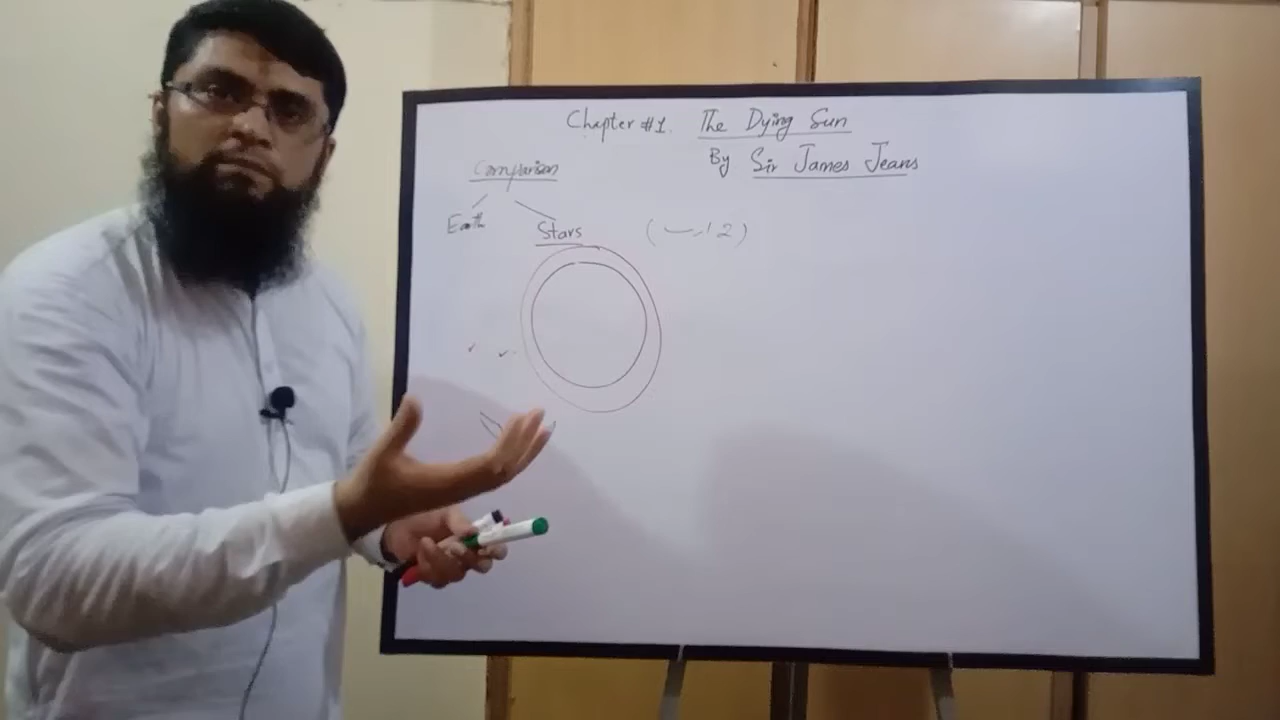 Chapter #1. The Dying Sun
By Sir James Jeans
Comparison
Earth Stars